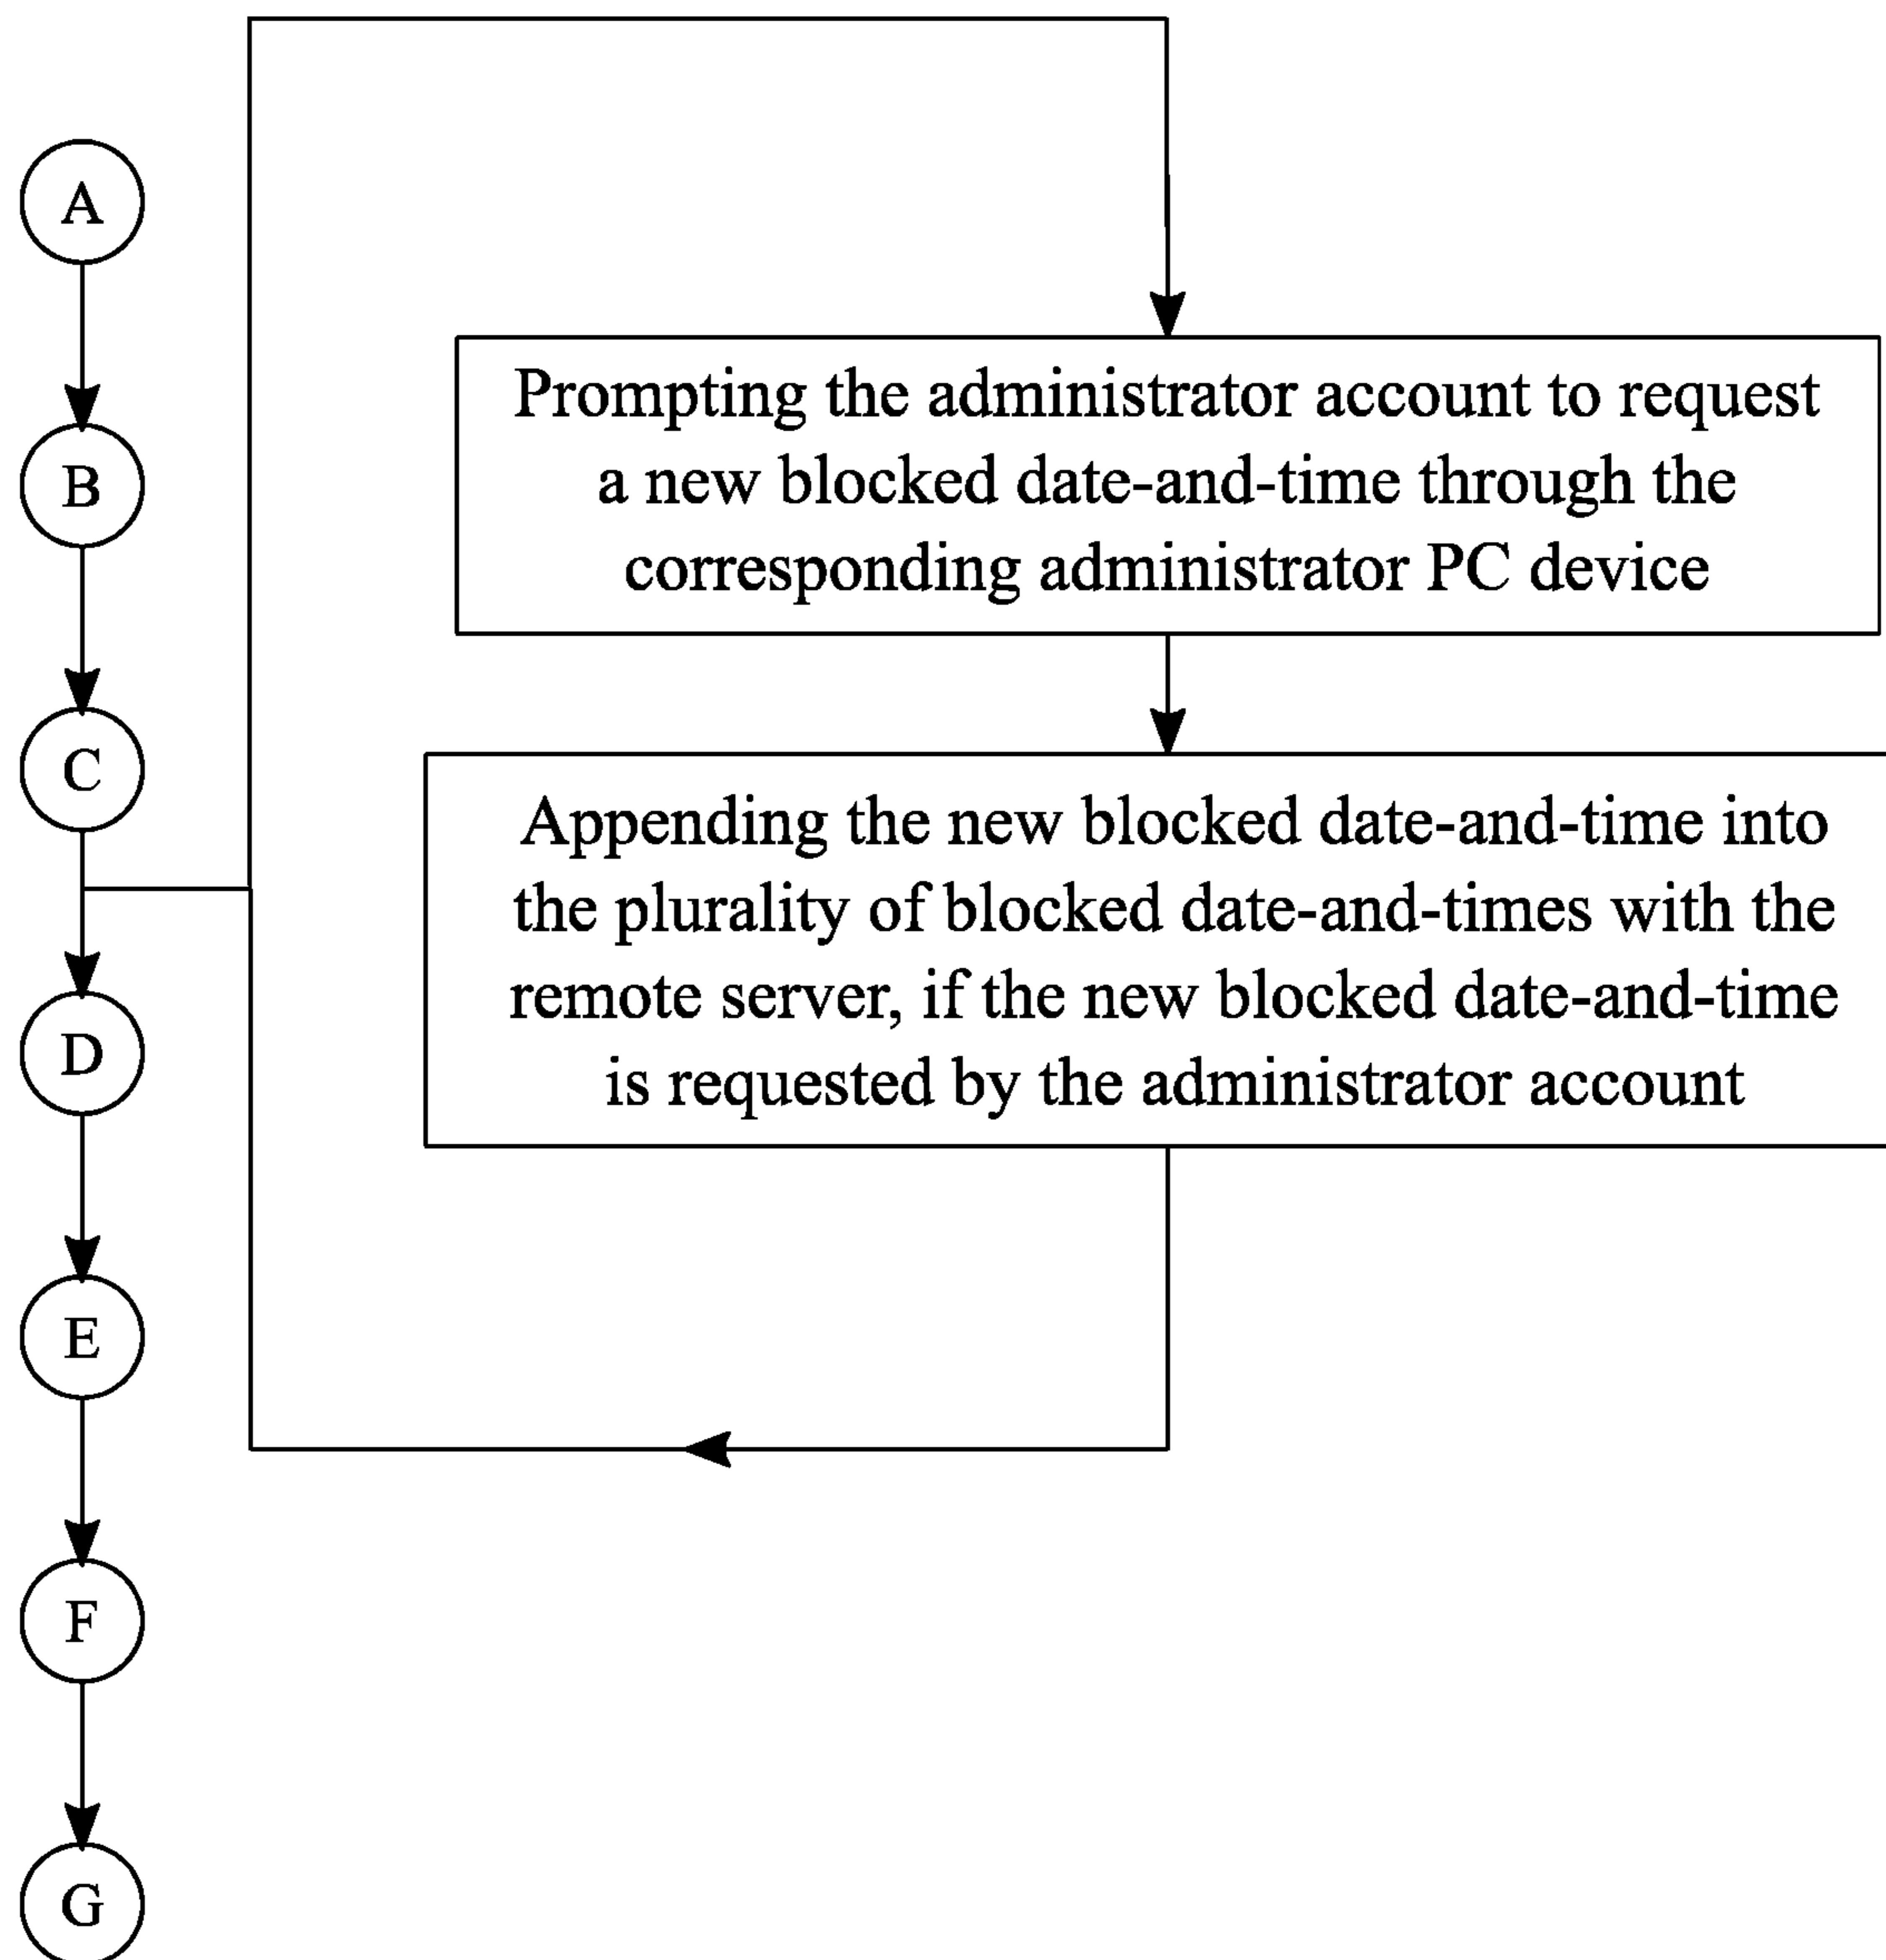 A
B
C
D
E
F
G
Prompting the administrator account to request
a new blocked date-and-time through the
corresponding administrator PC device
Appending the new blocked date-and-time into
the plurality of blocked date-and-times with the
remote server, if the new blocked date-and-time
is requested by the administrator account